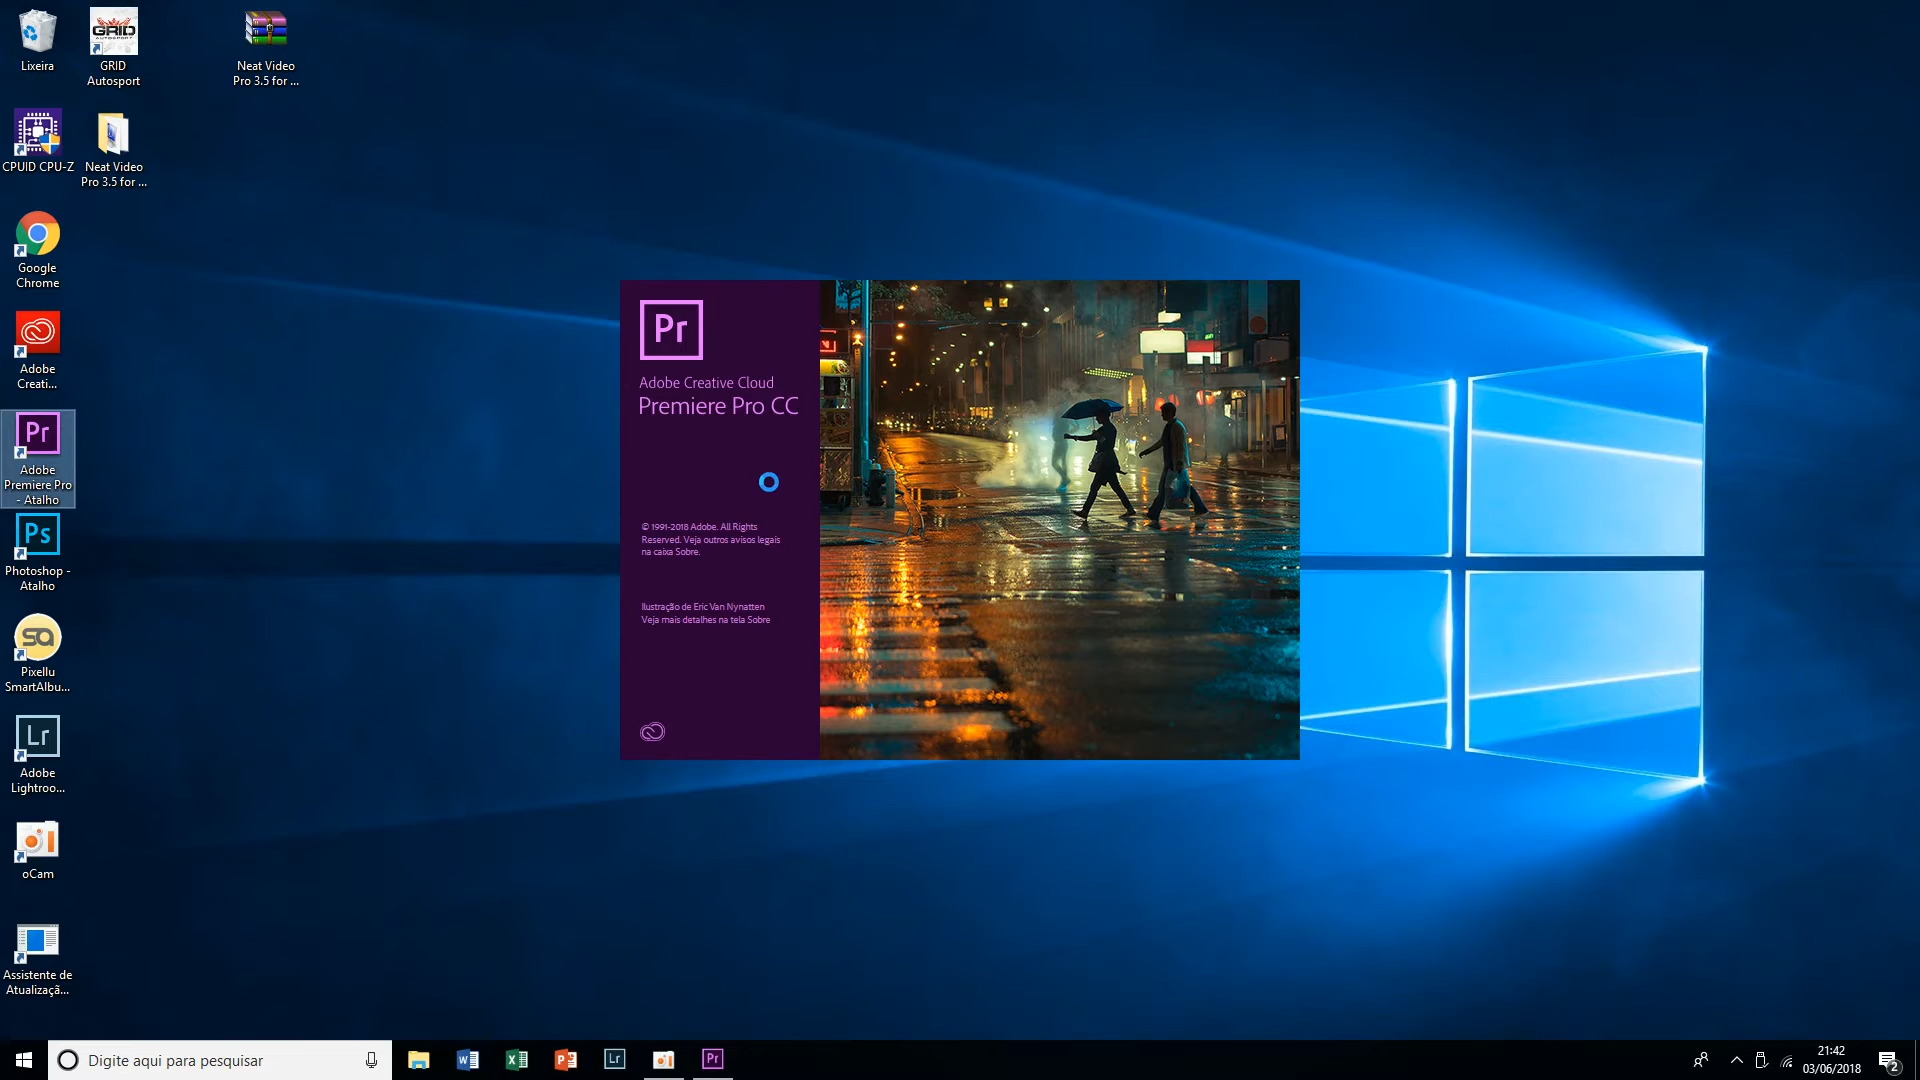 Lixeira
GRID
AUTOSPORT
GRID
Autosport
Neat Video
Pro 3.5 for ...
CPUID CPU-Z
Neat Video
Pro 3.5 for ...
Google
Chrome
Adobe
Creati...
Pr
Adobe
Premiere Pro
- Atalho
Ps
Photoshop -
Atalho
sa
Pixellu
SmartAlbu...
Lr
Adobe
Lightroo...
oCam
Assistente de
Atualizaçã...
Pr
Adobe Creative Cloud
Premiere Pro CC
© 1991-2018 Adobe. All Rights
Reserved. Veja outros avisos legais
na caixa Sobre.
Ilustração de Eric Van Nynatten
Veja mais detalhes na tela Sobre
Digite aqui para pesquisar
Lr
Pr
21:42
03/06/2018
2